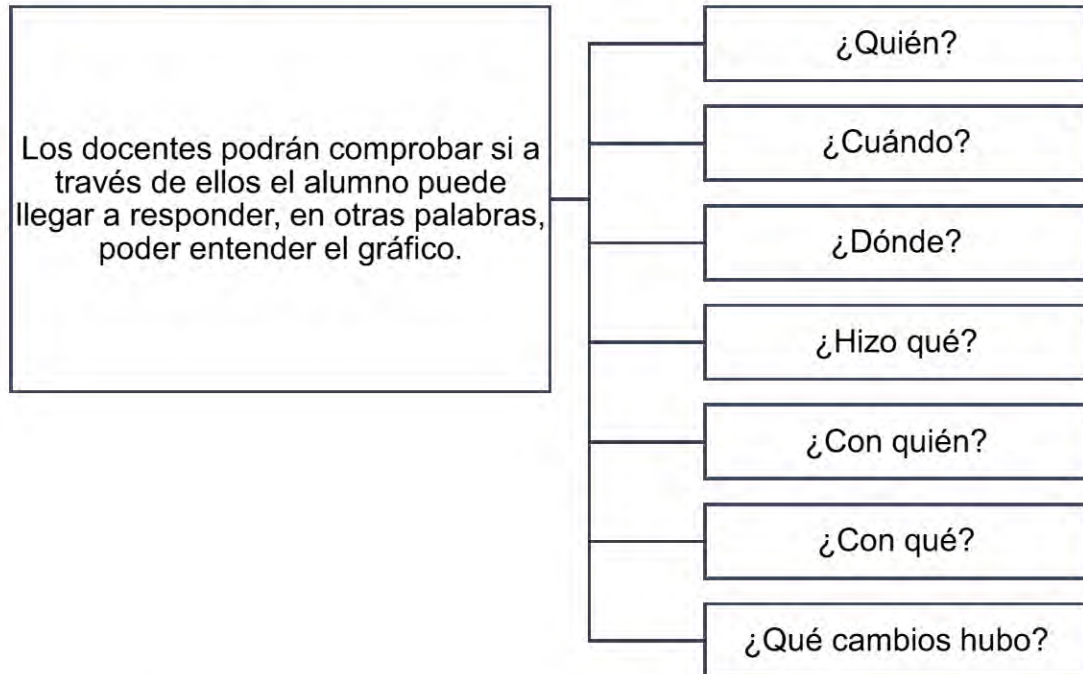 Los docentes podrán comprobar si a
través de ellos el alumno puede
llegar a responder, en otras palabras,
poder entender el gráfico.
¿Quién?
¿Cuándo?
¿Dónde?
¿Hizo qué?
¿Con quién?
¿Con qué?
¿Qué cambios hubo?